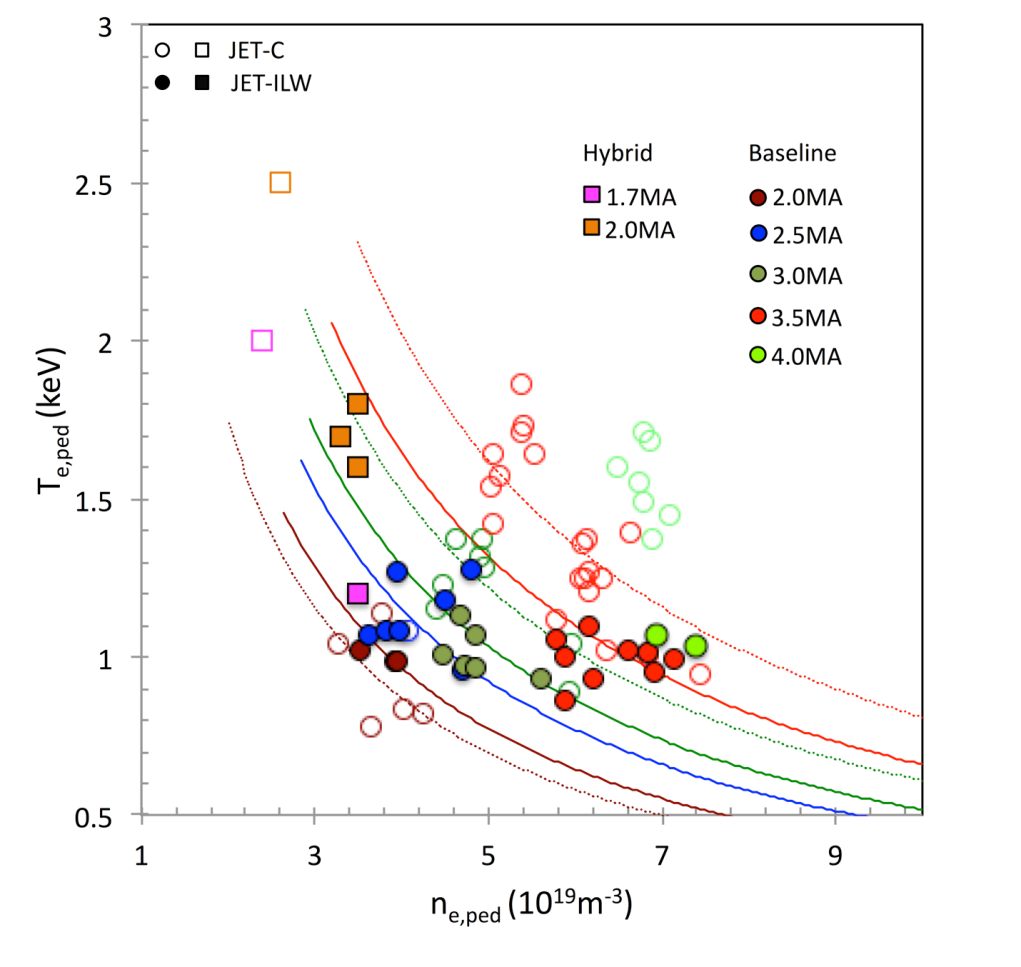 3
JET-C
JET-ILW
Hybrid
Baseline
1.7MA
2.0MA
2.0MA
2.5MA
3.0MA
3.5MA
4.0MA
2.5
2
1.5
1
0.5
T_e,ped (keV)
1 3 5 7 9
n_e,ped (10¹⁹m⁻³)